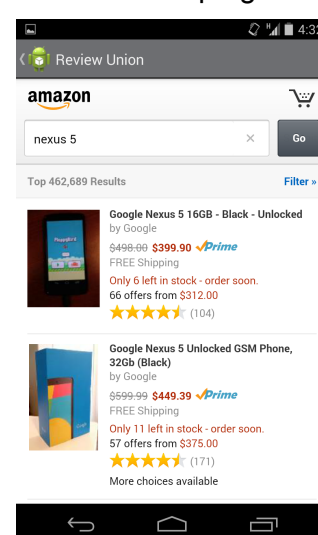 4:32
Review Union
amazon
nexus 5
×
Go
Top 462,689 Results
Filter »
Google Nexus 5 16GB - Black - Unlocked
by Google
$498.00 $399.90 Prime
FREE Shipping
Only 6 left in stock - order soon.
66 offers from $312.00
(104)
Google Nexus 5 Unlocked GSM Phone,
32Gb (Black)
by Google
$599.99 $449.39 Prime
FREE Shipping
Only 11 left in stock - order soon.
57 offers from $375.00
(171)
More choices available